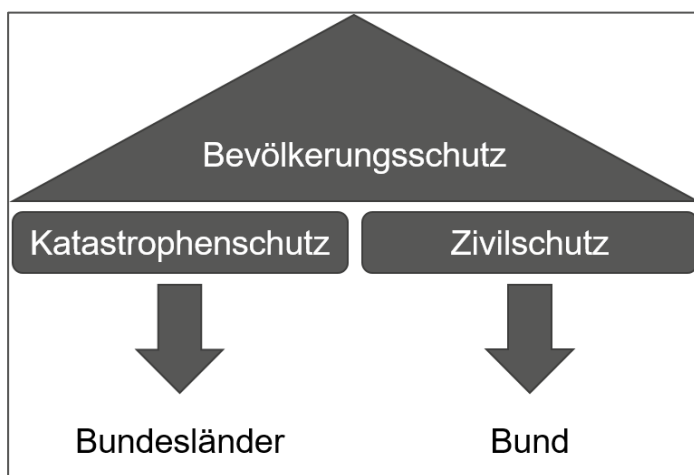 Bevölkerungsschutz
Katastrophenschutz
Zivilschutz
Bundesländer
Bund